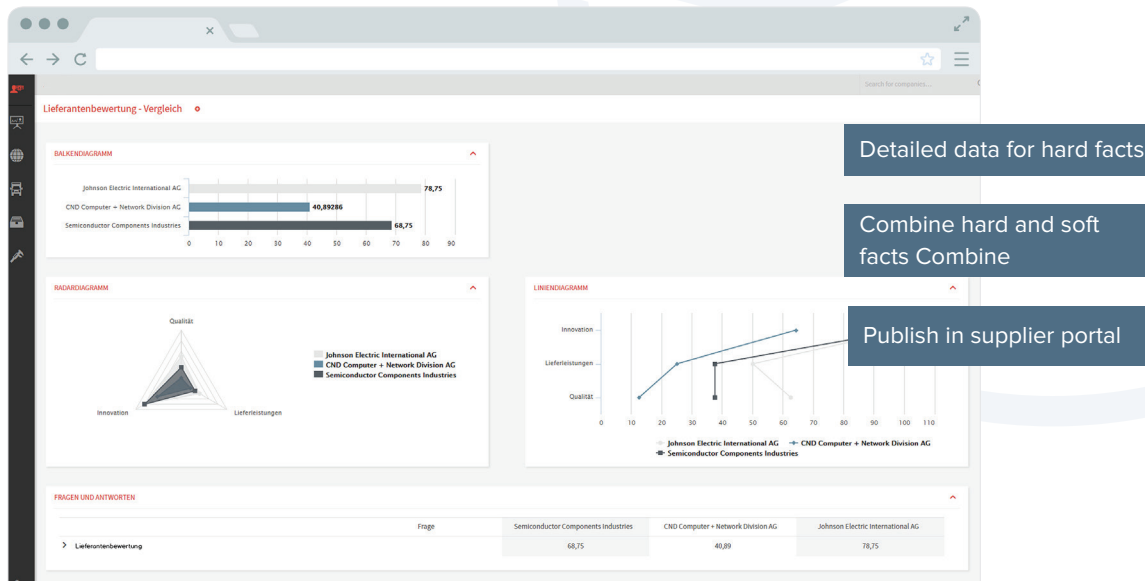 Search for companies...
Lieferantenbewertung - Vergleich
Detailed data for hard facts
BALKENDIAGRAMM
Johnson Electric International AG
78,75
CND Computer + Network Division AG
40,89286
Semiconductor Components Industries
68,75
0 10 20 30 40 50 60 70 80 90
Combine hard and soft
facts Combine
RADARDIAGRAMM
Qualität
Innovation
Lieferleistungen
Johnson Electric International AG
CND Computer + Network Division AG
Semiconductor Components Industries
LINIENDIAGRAMM
Publish in supplier portal
Innovation
Lieferleistungen
Qualität
0 10 20 30 40 50 60 70 80 90 100 110
Johnson Electric International AG CND Computer + Network Division AG
Semiconductor Components Industries
FRAGEN UND ANTWORTEN
Frage Semiconductor Components Industries CND Computer + Network Division AG Johnson Electric International AG
Lieferantenbewertung 68,75 40,89 78,75